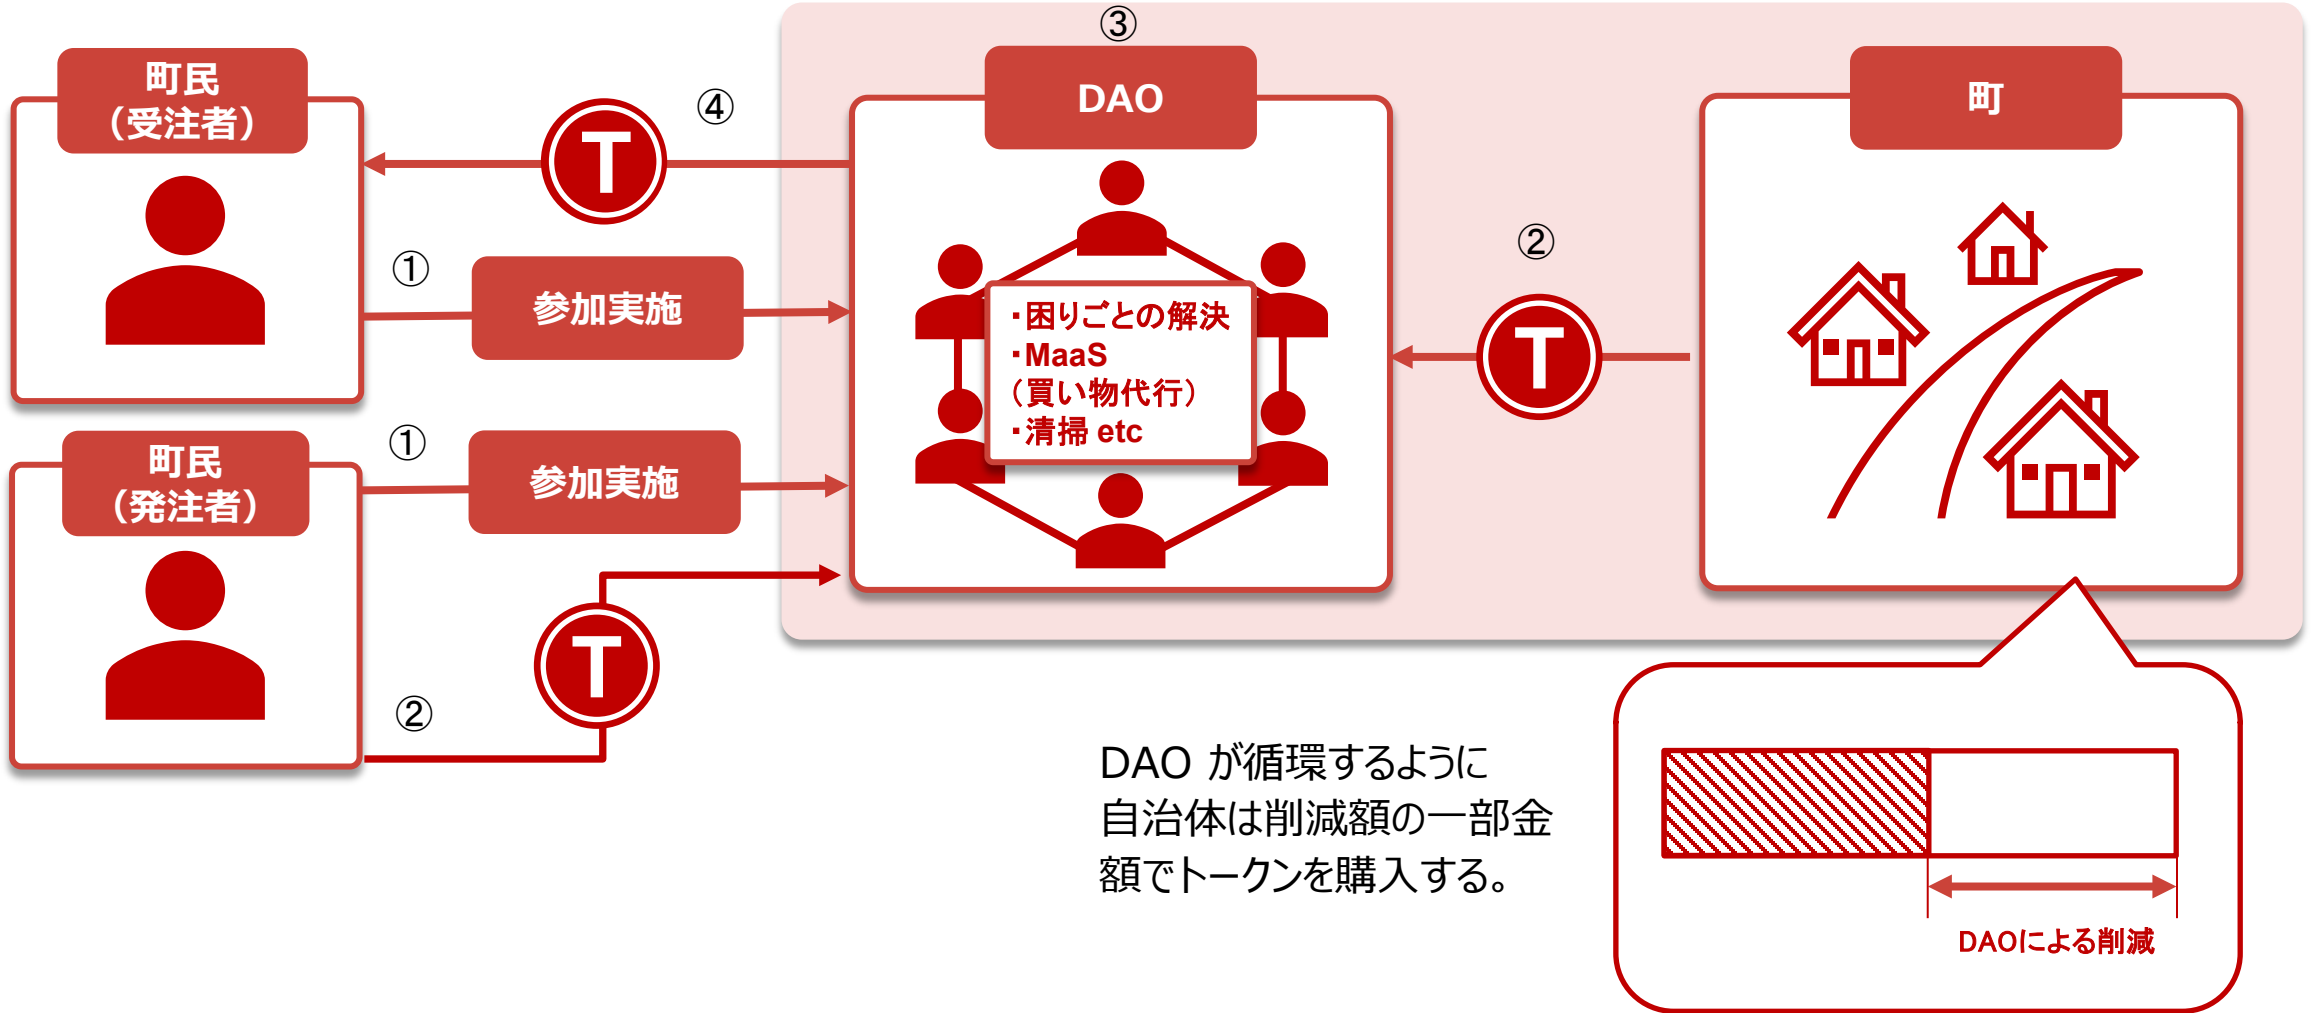 ③
町民
（受注者）
DAO
町
④
T
①
参加実施
②
T
・困りごとの解決
・MaaS
（買い物代行）
・清掃 etc
①
町民
（発注者）
参加実施
T
②
DAO が循環するように
自治体は削減額の一部金
額でトークンを購入する。
DAOによる削減